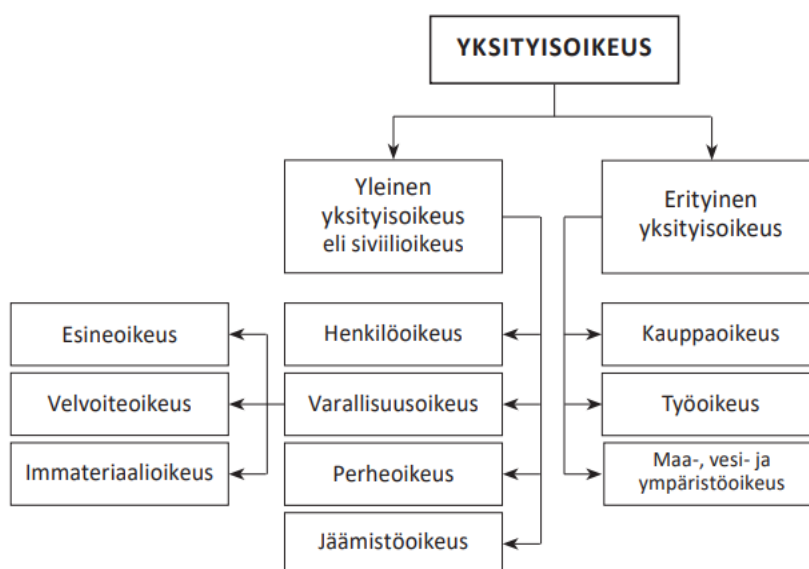 YKSITYISOIKEUS
Yleinen
yksityisoikeus
eli siviilioikeus
Erityinen
yksityisoikeus
Esineoikeus
Henkilöoikeus
Kauppaoikeus
Velvoiteoikeus
Varallisuusoikeus
Työoikeus
Immateriaalioikeus
Perheoikeus
Maa-, vesi- ja
ympäristöoikeus
Jäämistöoikeus